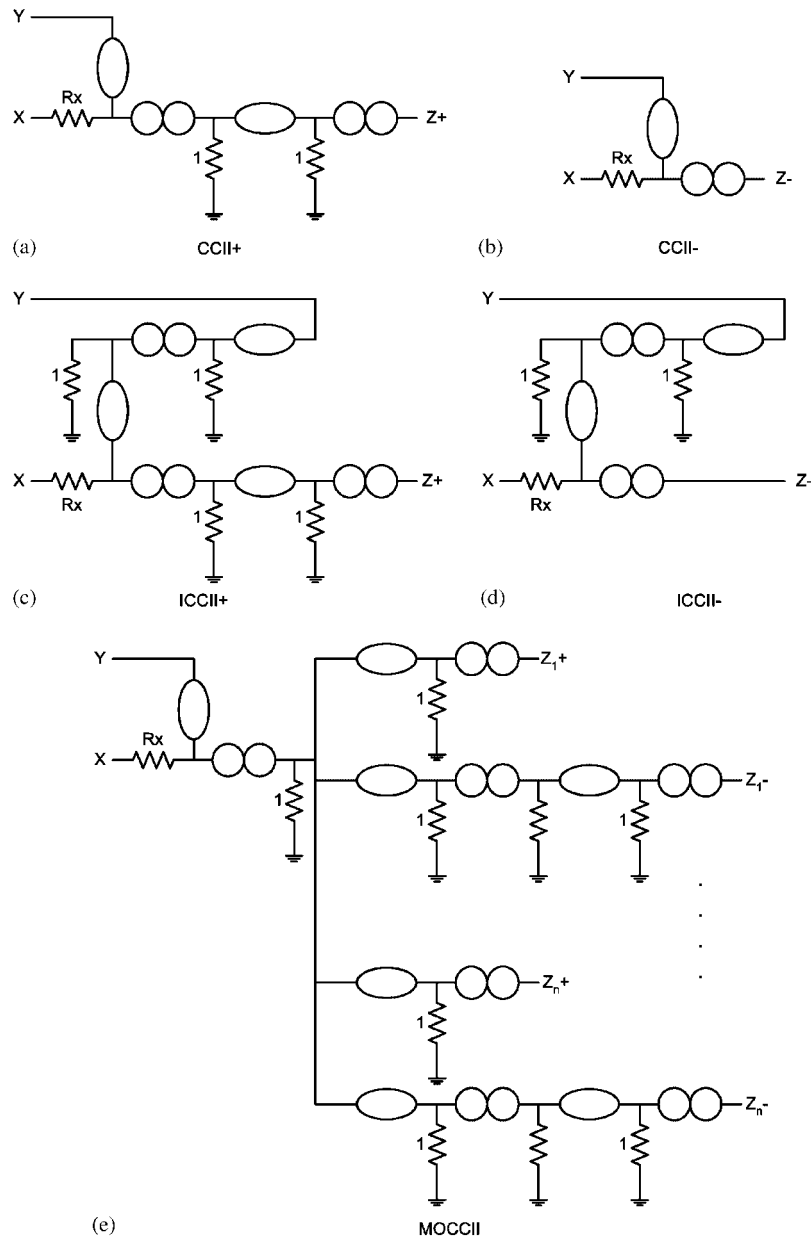 Y
Rx
X
Z+
1
1
(a)
CCII+
Y
Rx
X
Z-
(b)
CCII-
Y
1
1
X
Rx
Z+
1
1
(c)
ICCII+
Y
1
1
X
Rx
Z-
(d)
ICCII-
Y
Rx
X
1
Z₁+
1
Z₁-
1
1
Zₙ+
1
Zₙ-
1
1
(e)
MOCCII